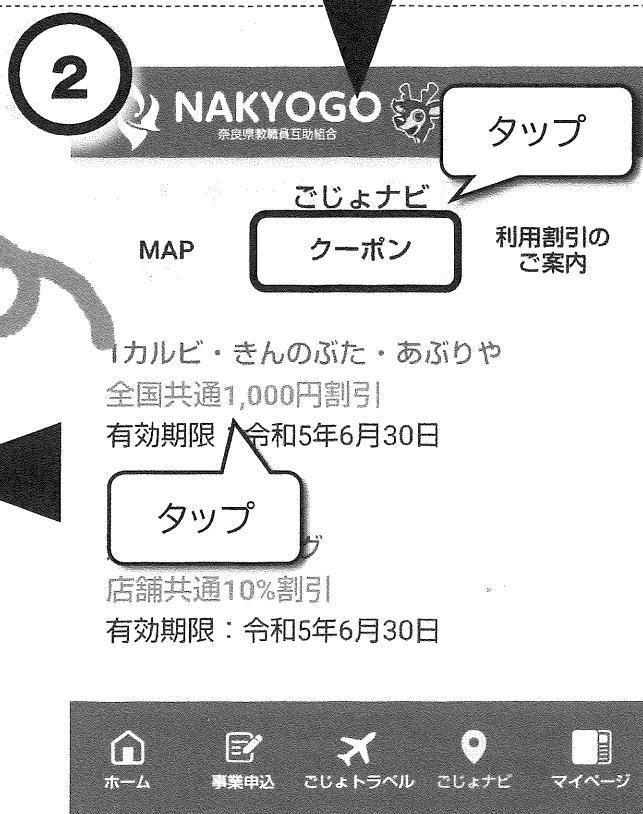 2
NAKYOGO
奈良県教職員互助組合
タップ
ごじょナビ
MAP
クーポン
利用割引の
ご案内
1カルビ・きんのぶた・あぶりや
全国共通1,000円割引
有効期限：令和5年6月30日
タップ
グ
店舗共通10%割引
有効期限：令和5年6月30日
ホーム
事業申込
ごじょトラベル
ごじょナビ
マイページ